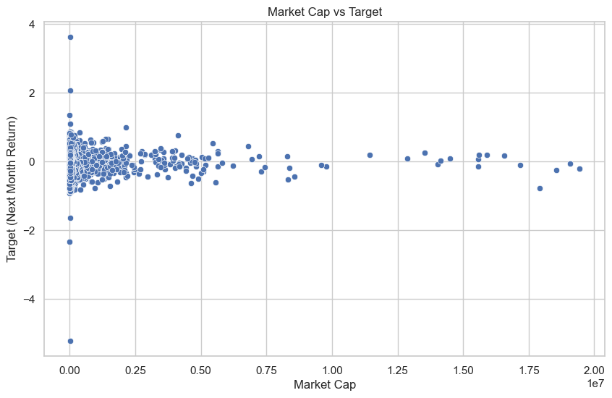 Market Cap vs Target
4
2
0
−2
−4
Target (Next Month Return)
0.00 0.25 0.50 0.75 1.00 1.25 1.50 1.75 2.00
1e7
Market Cap